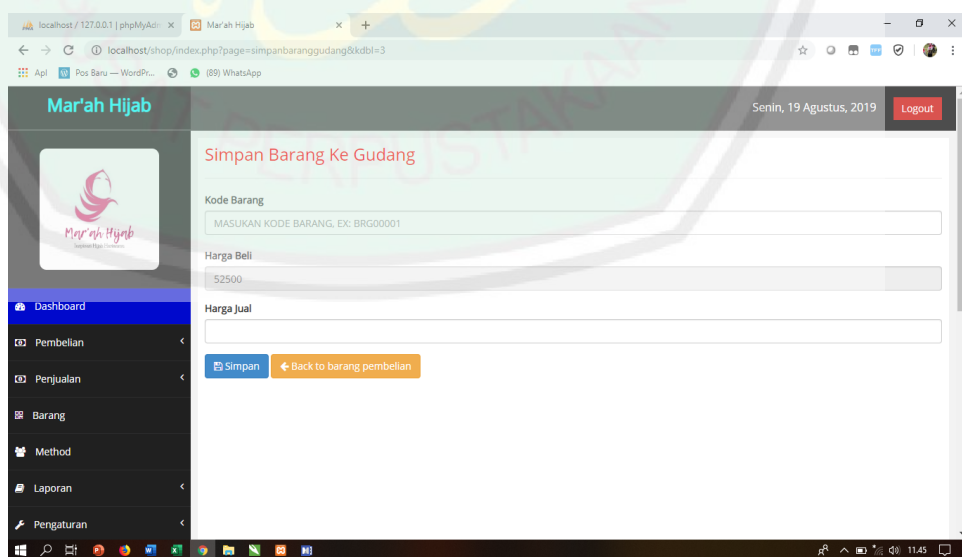 localhost / 127.0.0.1 | phpMyAdm
Mar'ah Hijab
localhost/shop/index.php?page=simpanbaranggudang&kdbl=3
Apl
Pos Baru — WordPr...
(89) WhatsApp
Mar'ah Hijab
Senin, 19 Agustus, 2019
Logout
Mar'ah Hijab
Simpan Barang Ke Gudang
Kode Barang
MASUKAN KODE BARANG, EX: BRG00001
Harga Beli
52500
Harga Jual
Simpan
Back to barang pembelian
Dashboard
Pembelian
Penjualan
Barang
Method
Laporan
Pengaturan
11.45
PERPUSTAKAAN